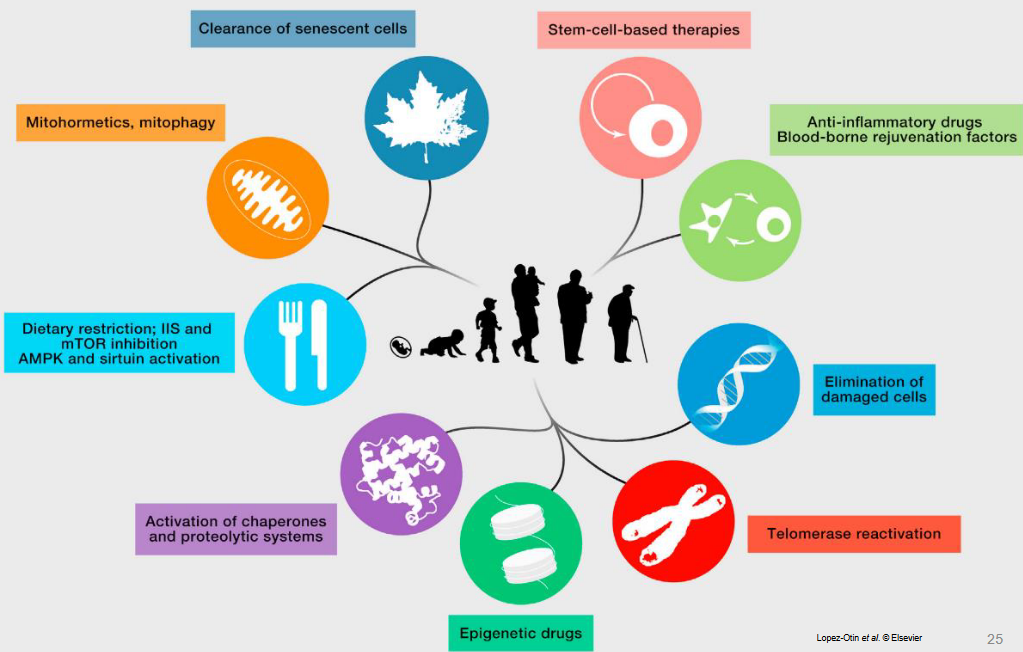 Clearance of senescent cells
Stem-cell-based therapies
Mitohormetics, mitophagy
Anti-inflammatory drugs
Blood-borne rejuvenation factors
Dietary restriction; IIS and
mTOR inhibition
AMPK and sirtuin activation
Elimination of
damaged cells
Activation of chaperones
and proteolytic systems
Telomerase reactivation
Epigenetic drugs
Lopez-Otin et al. © Elsevier
25